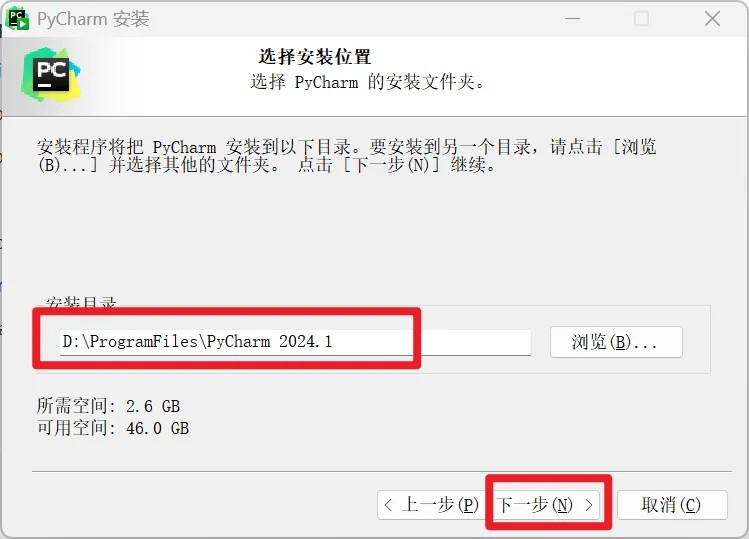 PyCharm 安装
PC
选择安装位置
选择 PyCharm 的安装文件夹。
安装程序将把 PyCharm 安装到以下目录。要安装到另一个目录，请点击 [浏览
(B)...] 并选择其他的文件夹。 点击 [下一步(N)] 继续。
安装目录
D:\ProgramFiles\PyCharm 2024.1
浏览(B)...
所需空间: 2.6 GB
可用空间: 46.0 GB
< 上一步(P)
下一步(N) >
取消(C)